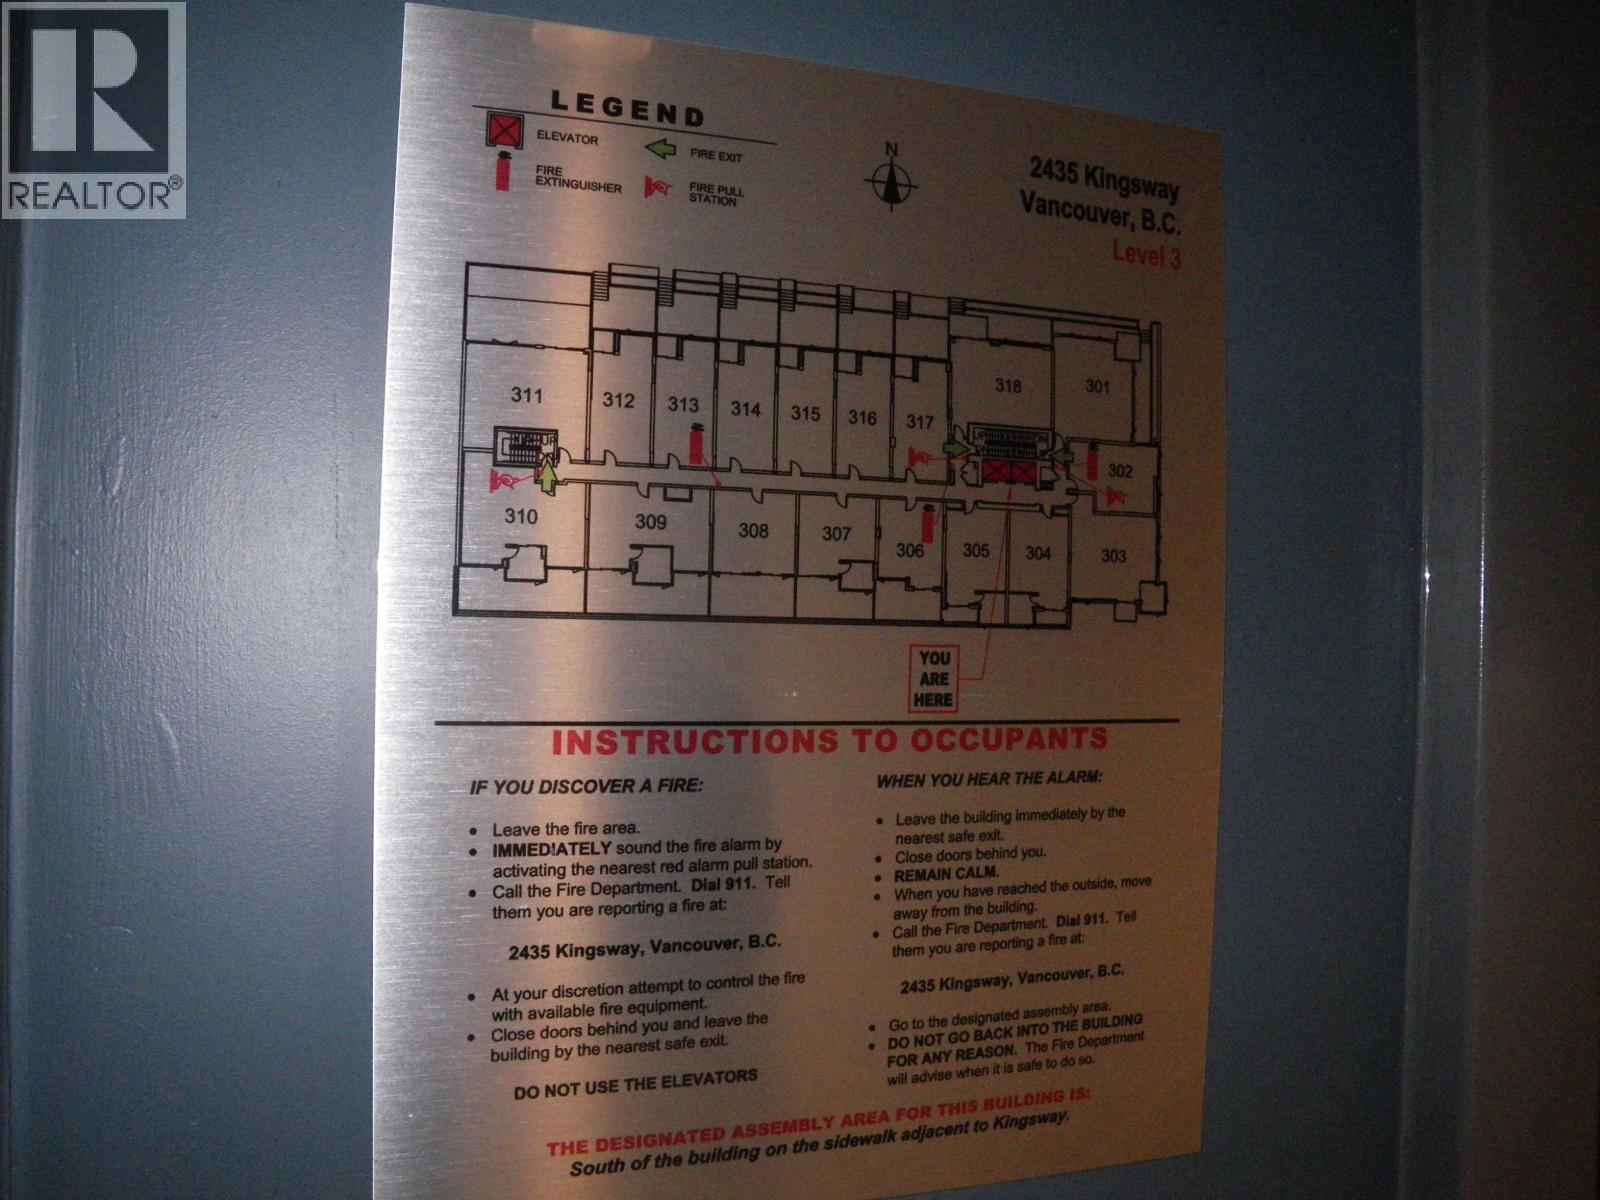 REALTOR®
LEGEND
ELEVATOR
FIRE EXIT
FIRE
EXTINGUISHER
FIRE PULL
STATION
N
2435 Kingsway
Vancouver, B.C.
Level 3
311
312
313
314
315
316
317
318
301
302
310
309
308
307
306
305
304
303
UP
YOU
ARE
HERE
INSTRUCTIONS TO OCCUPANTS
IF YOU DISCOVER A FIRE:
• Leave the fire area.
• IMMEDIATELY sound the fire alarm by
activating the nearest red alarm pull station.
• Call the Fire Department. Dial 911. Tell
them you are reporting a fire at:
2435 Kingsway, Vancouver, B.C.
• At your discretion attempt to control the fire
with available fire equipment.
• Close doors behind you and leave the
building by the nearest safe exit.
DO NOT USE THE ELEVATORS
WHEN YOU HEAR THE ALARM:
• Leave the building immediately by the
nearest safe exit.
• Close doors behind you.
• REMAIN CALM.
• When you have reached the outside, move
away from the building.
• Call the Fire Department. Dial 911. Tell
them you are reporting a fire at:
2435 Kingsway, Vancouver, B.C.
• Go to the designated assembly area.
• DO NOT GO BACK INTO THE BUILDING
FOR ANY REASON. The Fire Department
will advise when it is safe to do so.
THE DESIGNATED ASSEMBLY AREA FOR THIS BUILDING IS:
South of the building on the sidewalk adjacent to Kingsway.